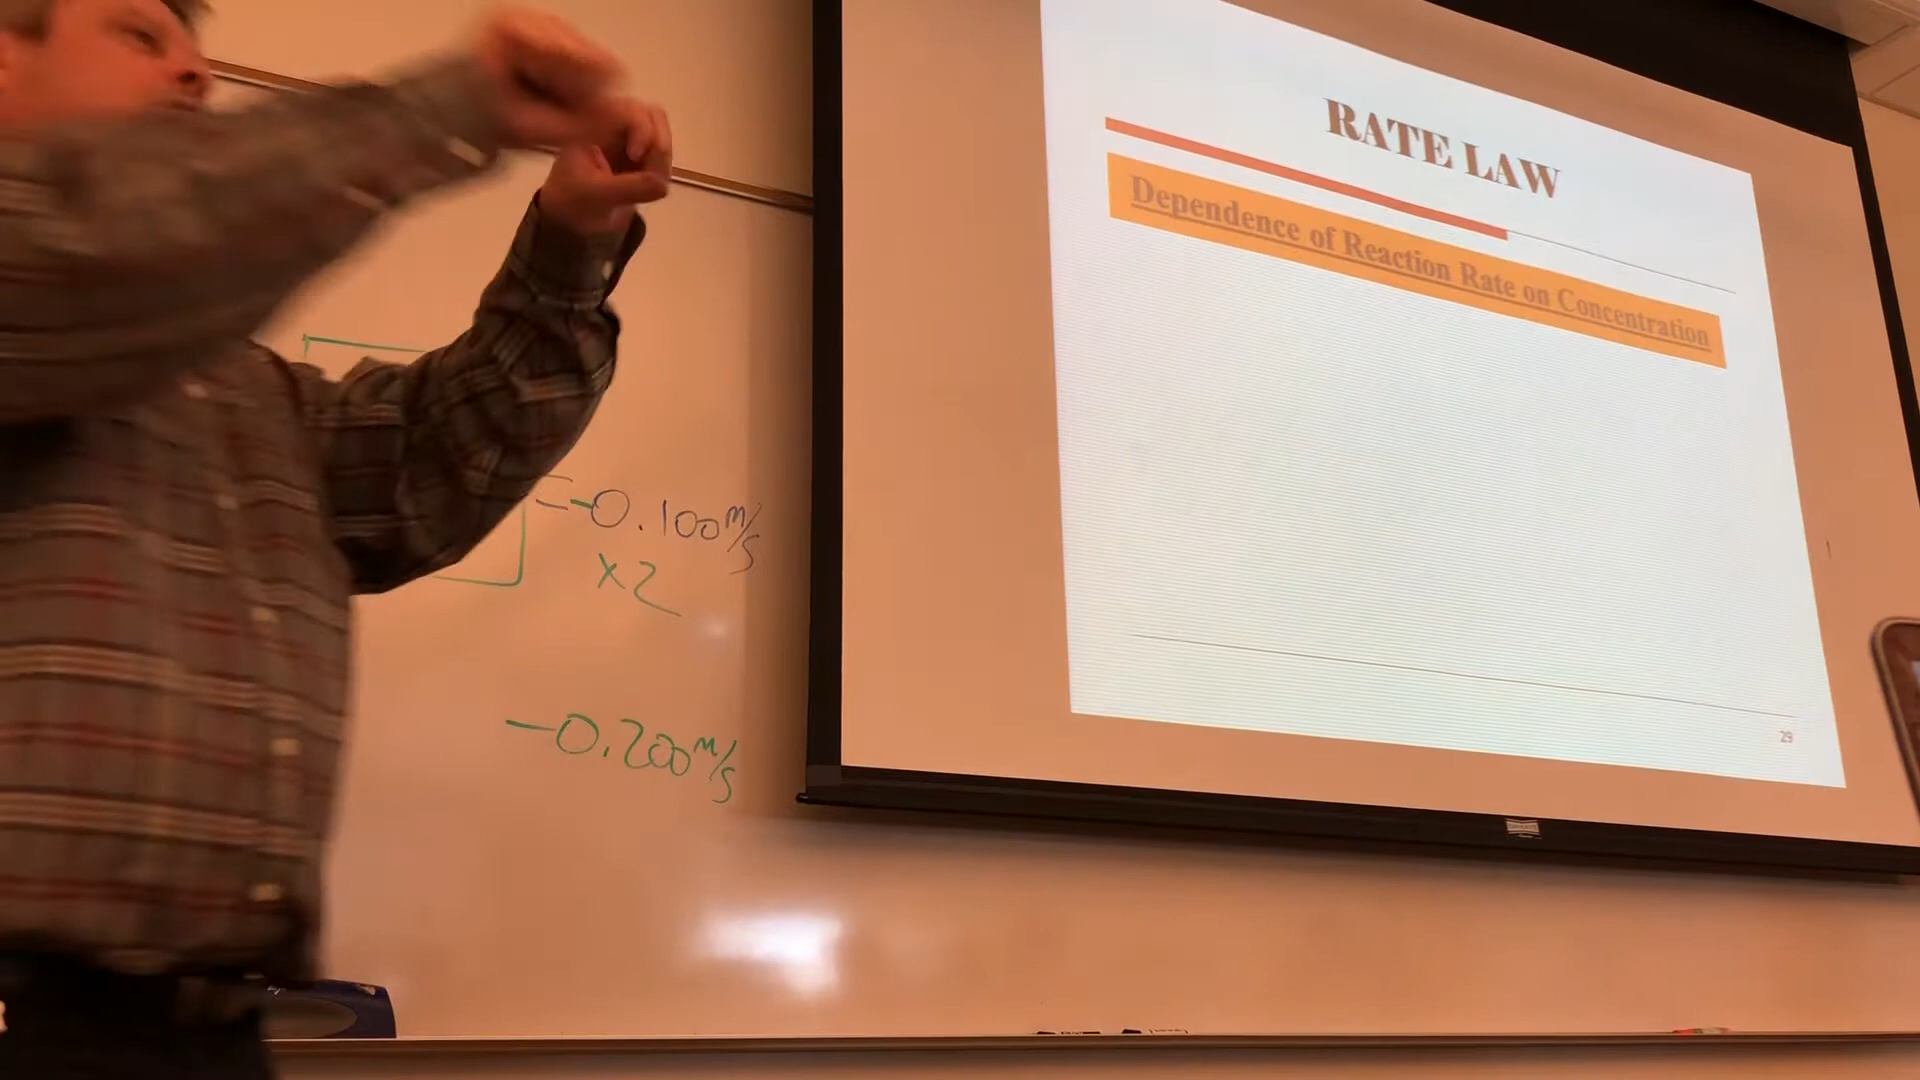 = -0.100 M/S
X2
-0.200 M/S
RATE LAW
Dependence of Reaction Rate on Concentration
29